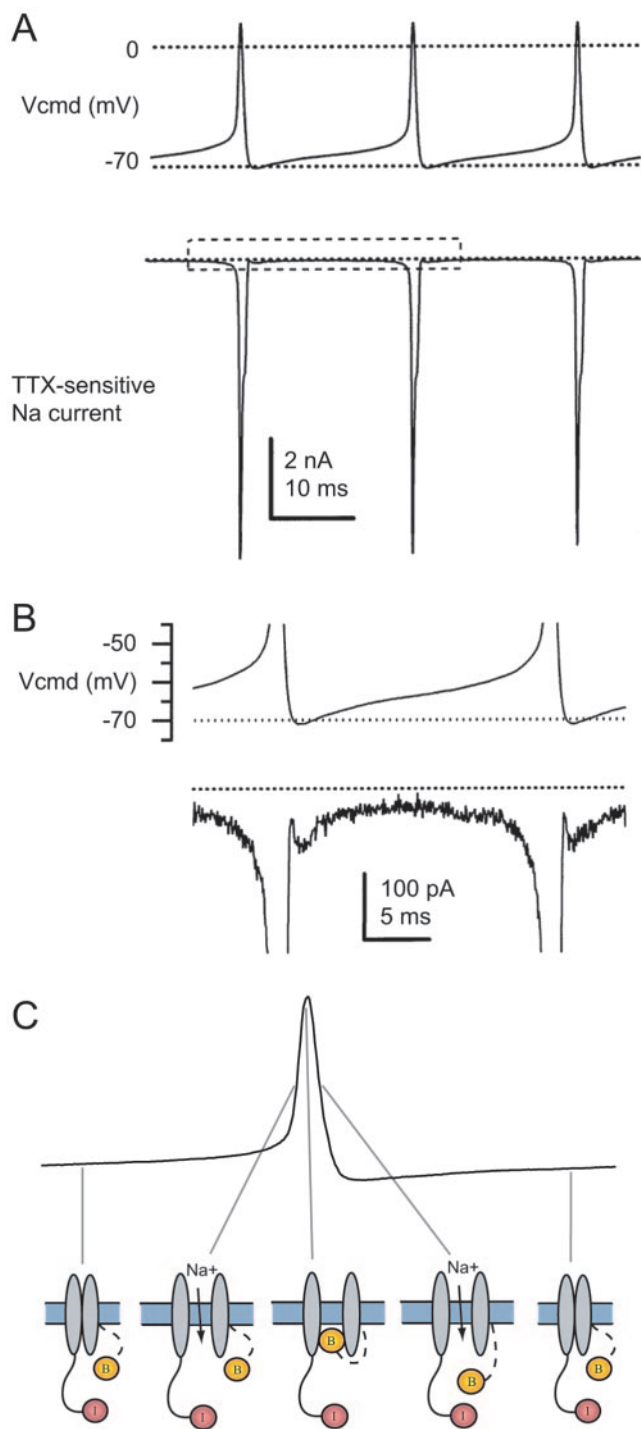 A
0
Vcmd (mV)
-70
TTX-sensitive
Na current
2 nA
10 ms
B
-50
Vcmd (mV)
-70
100 pA
5 ms
C
Na+
Na+
B
B
B
B
B
I
I
I
I
I